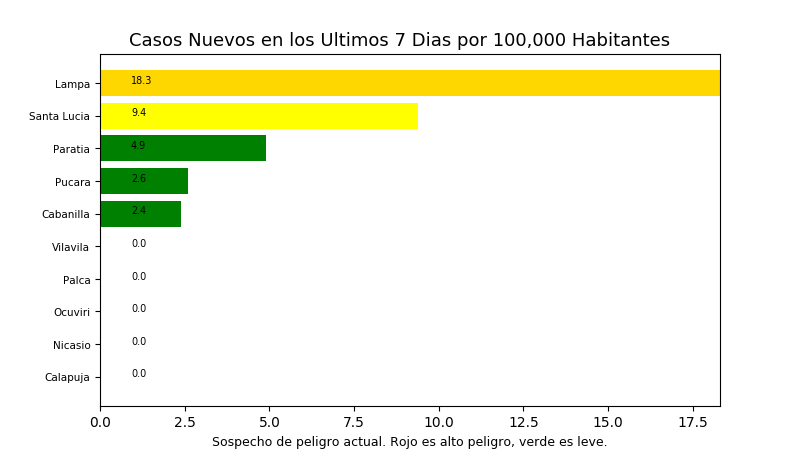 Casos Nuevos en los Ultimos 7 Dias por 100,000 Habitantes
Lampa 18.3
Santa Lucia 9.4
Paratia 4.9
Pucara 2.6
Cabanilla 2.4
Vilavila 0.0
Palca 0.0
Ocuviri 0.0
Nicasio 0.0
Calapuja 0.0
0.0 2.5 5.0 7.5 10.0 12.5 15.0 17.5
Sospecho de peligro actual. Rojo es alto peligro, verde es leve.